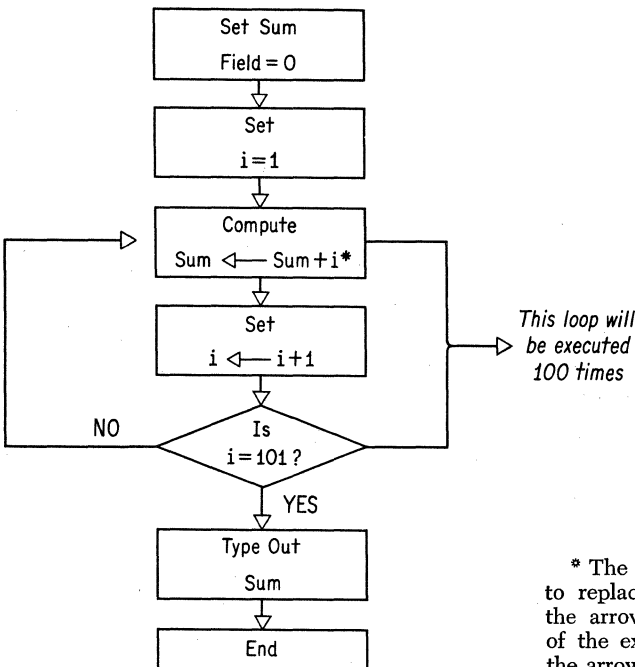 Set Sum
Field = 0
Set
i=1
Compute
Sum ← Sum+i*
Set
i ← i+1
This loop will
be executed
100 times
NO
Is
i=101?
YES
Type Out
Sum
End
* The
to replac
the arrov
of the ex
the arrow